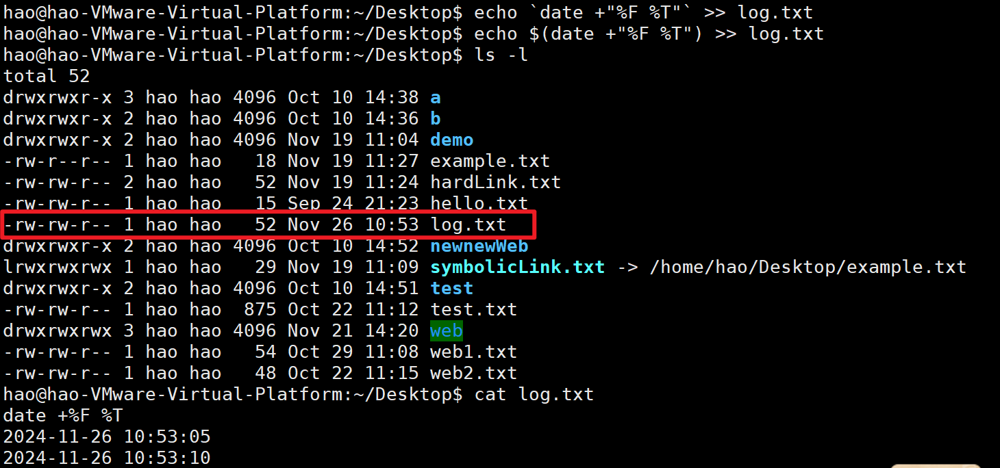 hao@hao-VMware-Virtual-Platform:~/Desktop$ echo `date +"%F %T"` >> log.txt
hao@hao-VMware-Virtual-Platform:~/Desktop$ echo $(date +"%F %T") >> log.txt
hao@hao-VMware-Virtual-Platform:~/Desktop$ ls -l
total 52
drwxrwxr-x 3 hao hao 4096 Oct 10 14:38 a
drwxrwxr-x 2 hao hao 4096 Oct 10 14:36 b
drwxrwxr-x 2 hao hao 4096 Nov 19 11:04 demo
-rw-r--r-- 1 hao hao   18 Nov 19 11:27 example.txt
-rw-rw-r-- 2 hao hao   52 Nov 19 11:24 hardLink.txt
-rw-rw-r-- 1 hao hao   15 Sep 24 21:23 hello.txt
-rw-rw-r-- 1 hao hao   52 Nov 26 10:53 log.txt
drwxrwxr-x 2 hao hao 4096 Oct 10 14:52 newnewWeb
lrwxrwxrwx 1 hao hao   29 Nov 19 11:09 symbolicLink.txt -> /home/hao/Desktop/example.txt
drwxrwxr-x 2 hao hao 4096 Oct 10 14:51 test
-rw-rw-r-- 1 hao hao  875 Oct 22 11:12 test.txt
drwxrwxrwx 3 hao hao 4096 Nov 21 14:20 web
-rw-rw-r-- 1 hao hao   54 Oct 29 11:08 web1.txt
-rw-rw-r-- 1 hao hao   48 Oct 22 11:15 web2.txt
hao@hao-VMware-Virtual-Platform:~/Desktop$ cat log.txt
date +%F %T
2024-11-26 10:53:05
2024-11-26 10:53:10